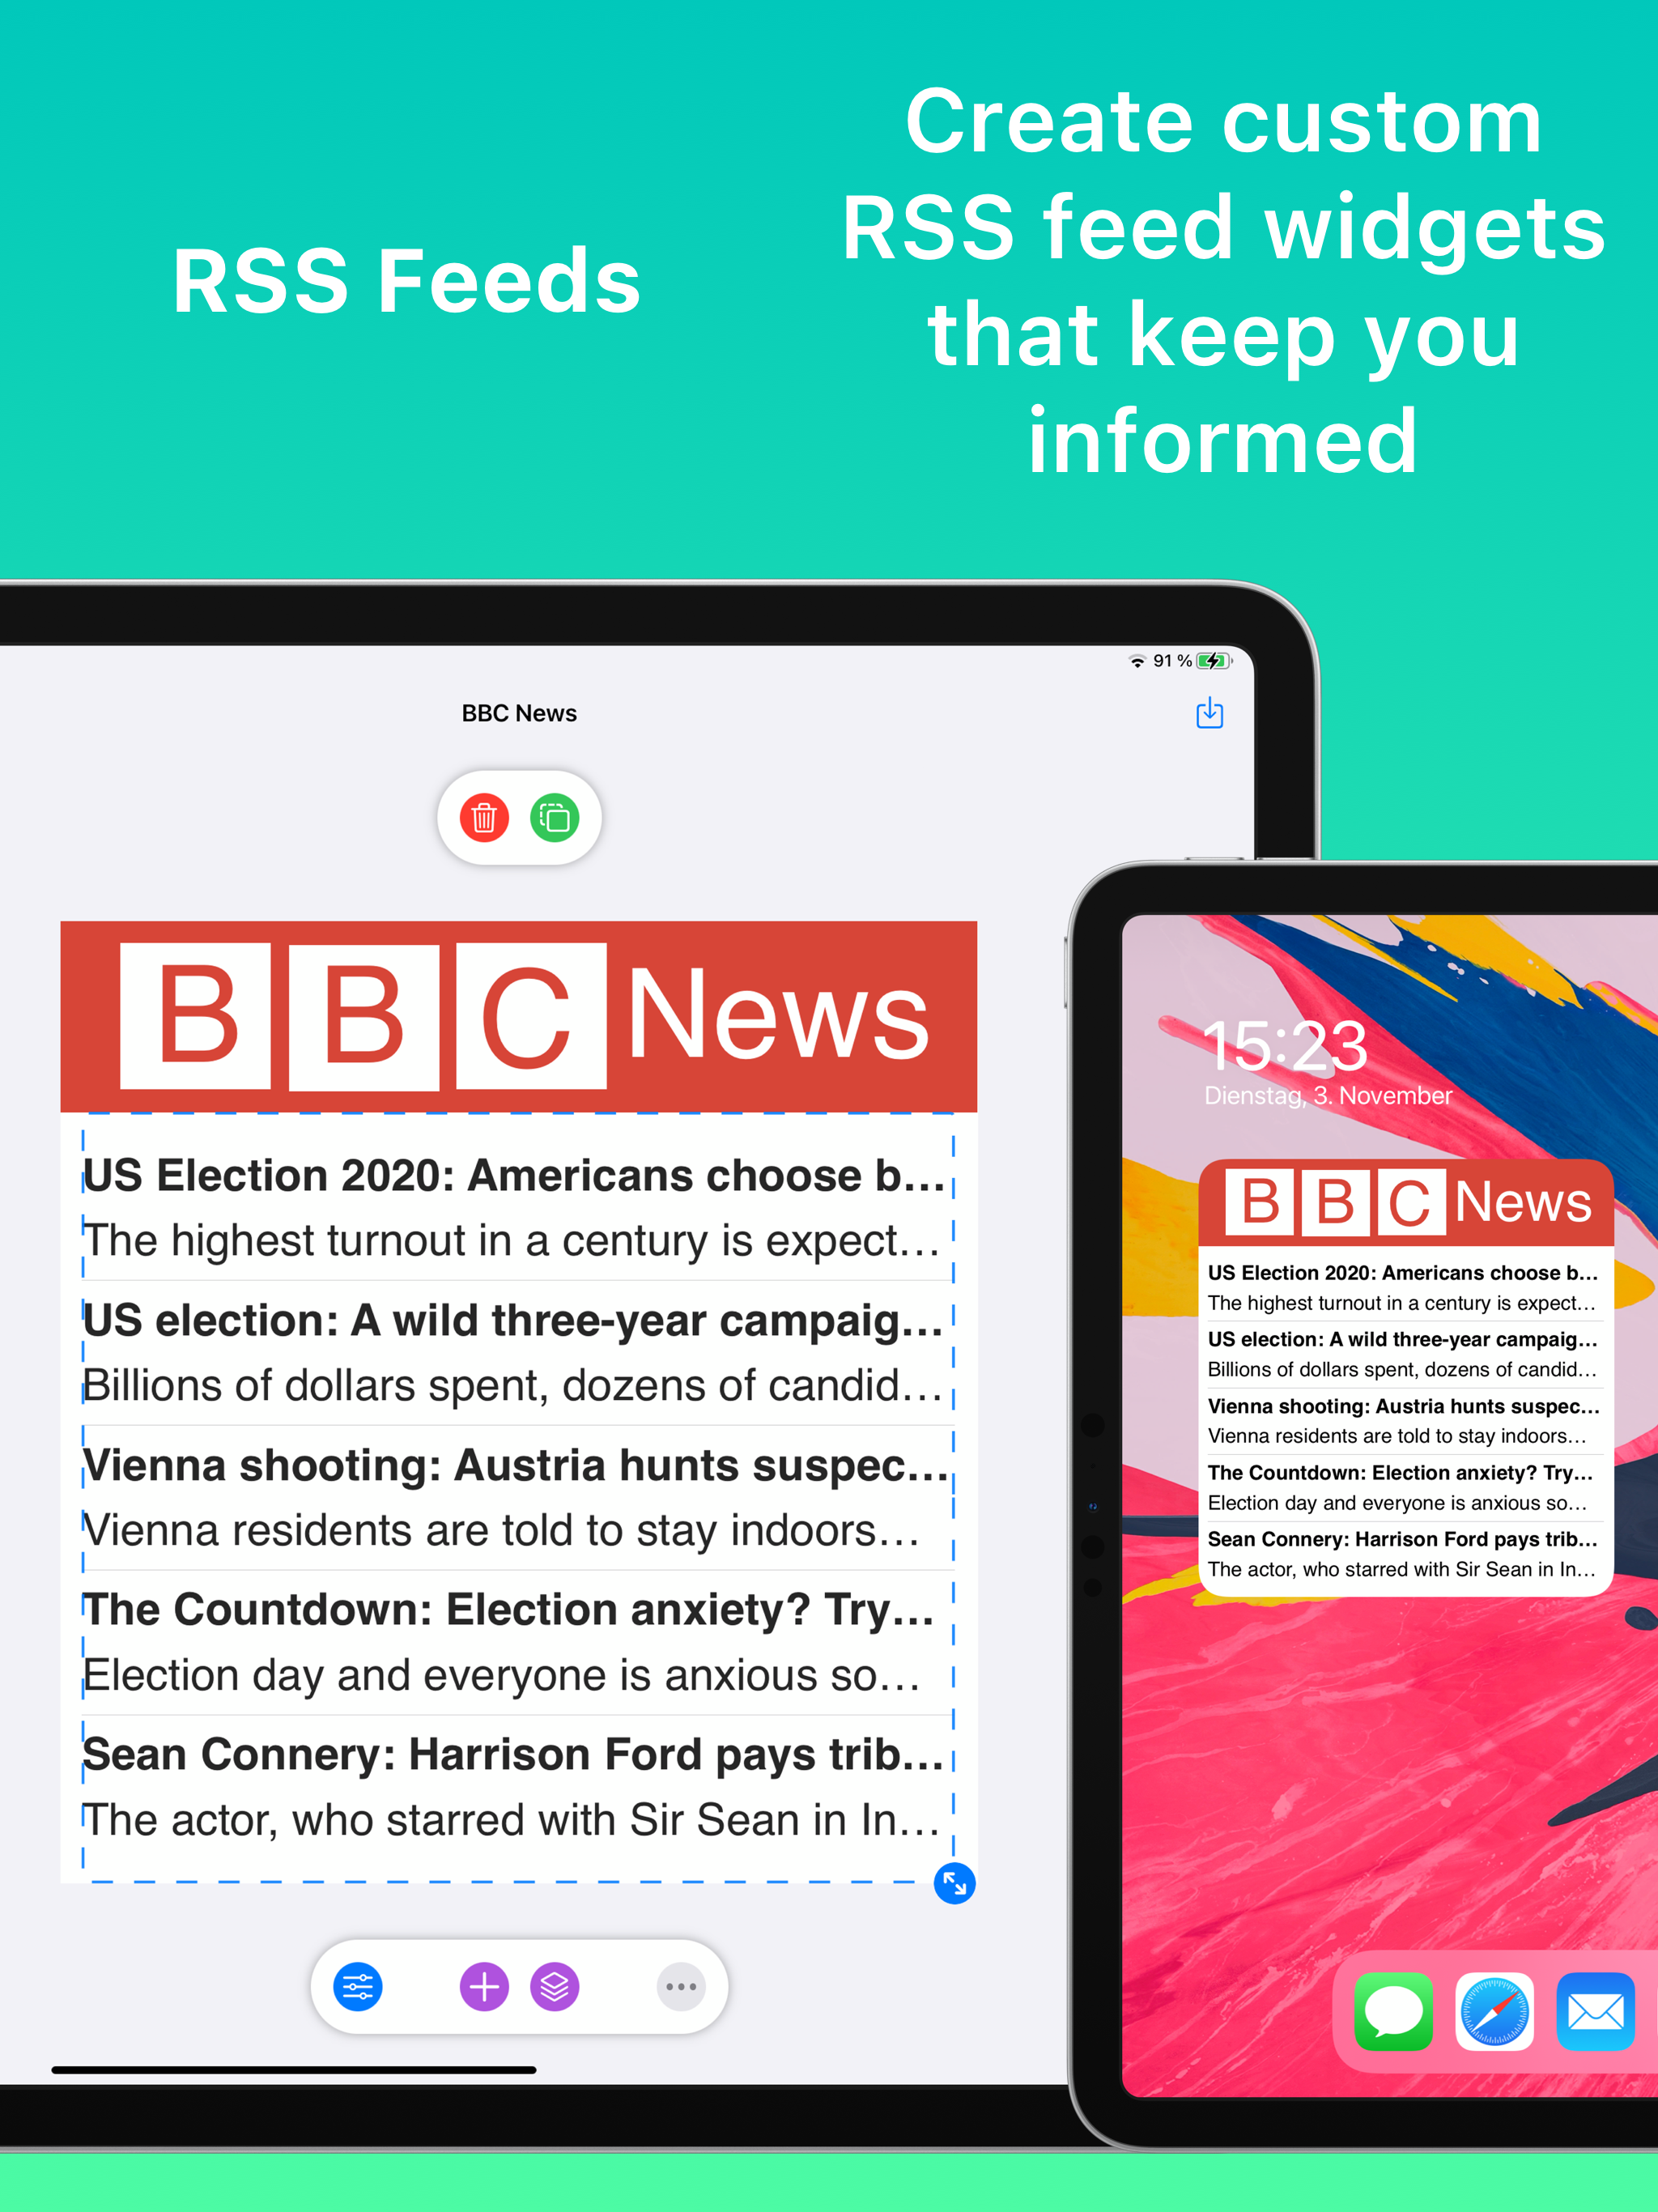 RSS Feeds
Create custom
RSS feed widgets
that keep you
informed
91 %
BBC News
BBC News
US Election 2020: Americans choose b...
The highest turnout in a century is expect...
US election: A wild three-year campaig...
Billions of dollars spent, dozens of candid...
Vienna shooting: Austria hunts suspec...
Vienna residents are told to stay indoors...
The Countdown: Election anxiety? Try...
Election day and everyone is anxious so...
Sean Connery: Harrison Ford pays trib...
The actor, who starred with Sir Sean in In...
15:23
Dienstag, 3. November
BBC News
US Election 2020: Americans choose b...
The highest turnout in a century is expect...
US election: A wild three-year campaig...
Billions of dollars spent, dozens of candid...
Vienna shooting: Austria hunts suspec...
Vienna residents are told to stay indoors...
The Countdown: Election anxiety? Try...
Election day and everyone is anxious so...
Sean Connery: Harrison Ford pays trib...
The actor, who starred with Sir Sean in In...